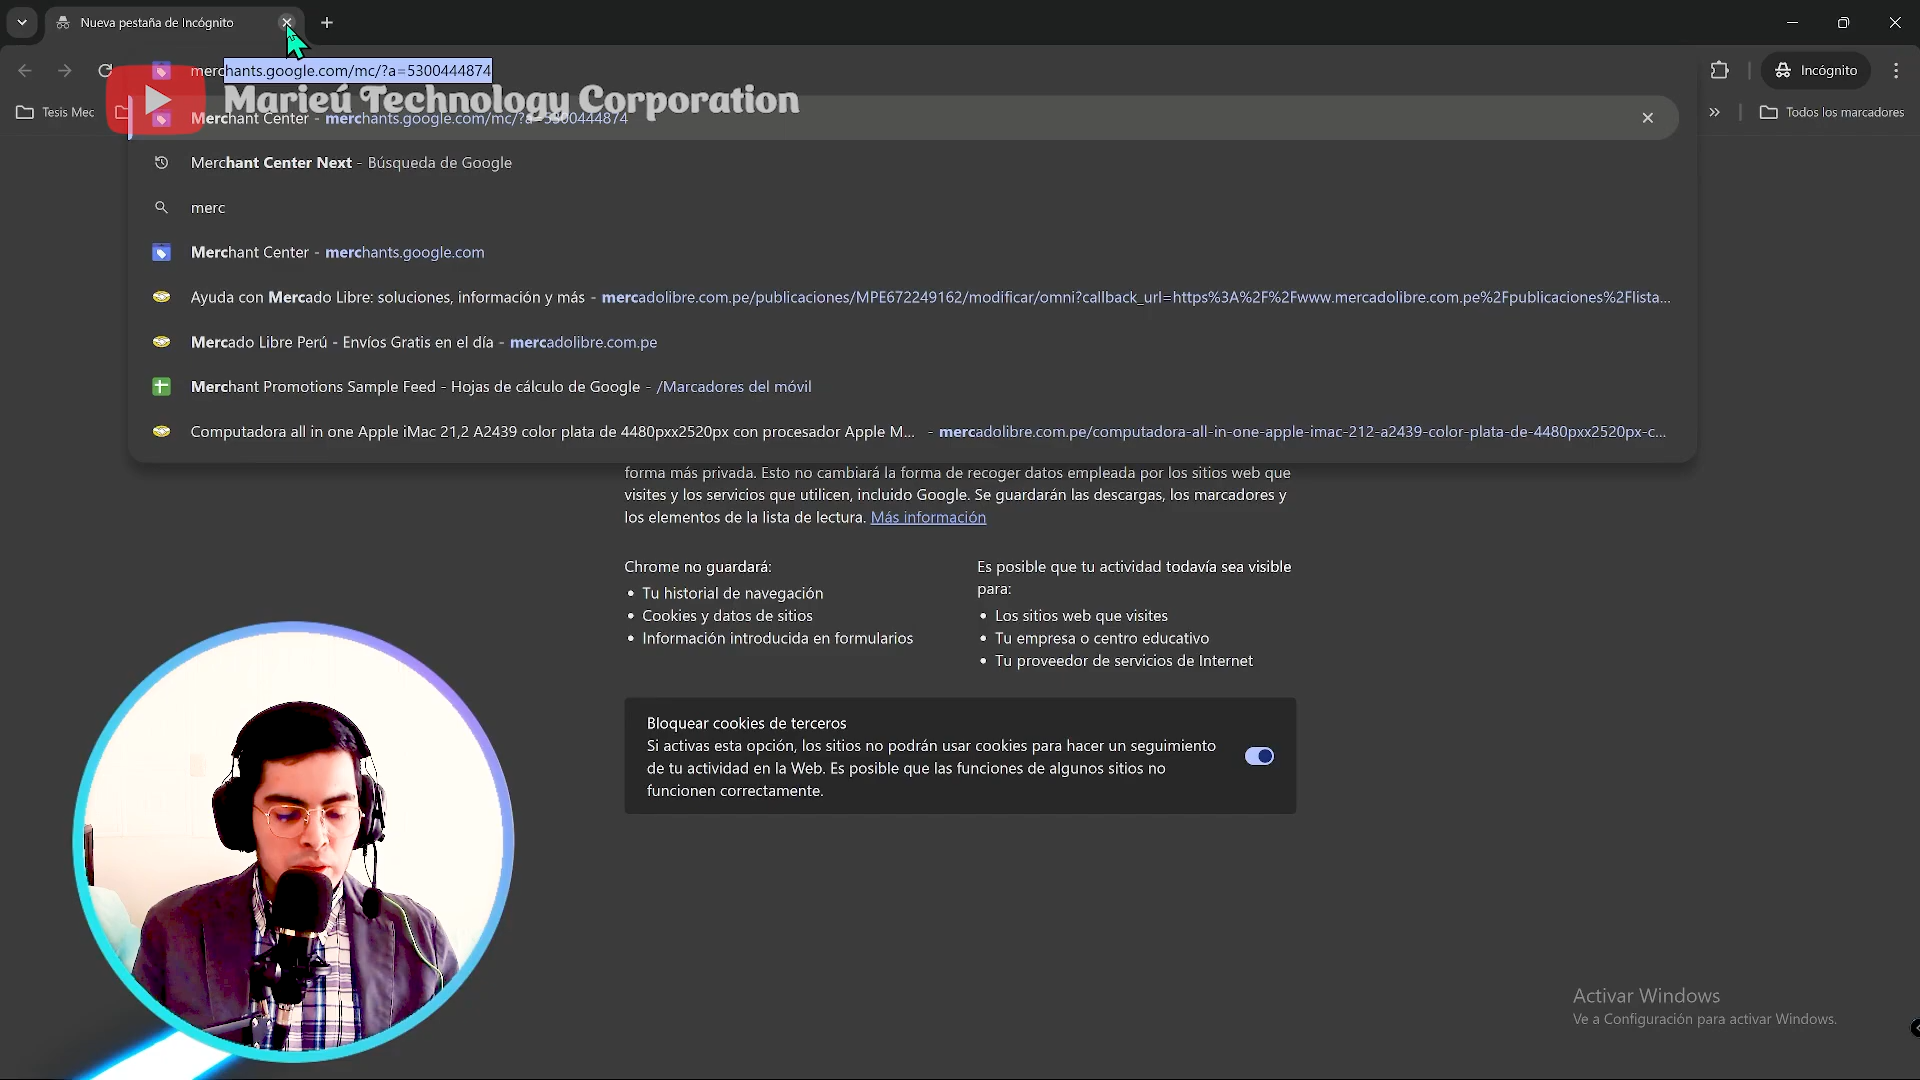 Nueva pestaña de Incógnito
merchants.google.com/mc/?a=5300444874
Incógnito
Marieú Technology Corporation
Tesis Mec
Merchant Center - merchants.google.com/mc/?a=5300444874
Todos los marcadores
Merchant Center Next - Búsqueda de Google
merc
Merchant Center - merchants.google.com
Ayuda con Mercado Libre: soluciones, información y más - mercadolibre.com.pe/publicaciones/MPE672249162/modificar/omni?callback_url=https%3A%2F%2Fwww.mercadolibre.com.pe%2Fpublicaciones%2Flista...
Mercado Libre Perú - Envíos Gratis en el día - mercadolibre.com.pe
Merchant Promotions Sample Feed - Hojas de cálculo de Google - /Marcadores del móvil
Computadora all in one Apple iMac 21,2 A2439 color plata de 4480pxx2520px con procesador Apple M... - mercadolibre.com.pe/computadora-all-in-one-apple-imac-212-a2439-color-plata-de-4480pxx2520px-c...
forma más privada. Esto no cambiará la forma de recoger datos empleada por los sitios web que
visites y los servicios que utilicen, incluido Google. Se guardarán las descargas, los marcadores y
los elementos de la lista de lectura. Más información
Chrome no guardará:
• Tu historial de navegación
• Cookies y datos de sitios
• Información introducida en formularios
Es posible que tu actividad todavía sea visible
para:
• Los sitios web que visites
• Tu empresa o centro educativo
• Tu proveedor de servicios de Internet
Bloquear cookies de terceros
Si activas esta opción, los sitios no podrán usar cookies para hacer un seguimiento
de tu actividad en la Web. Es posible que las funciones de algunos sitios no
funcionen correctamente.
Activar Windows
Ve a Configuración para activar Windows.